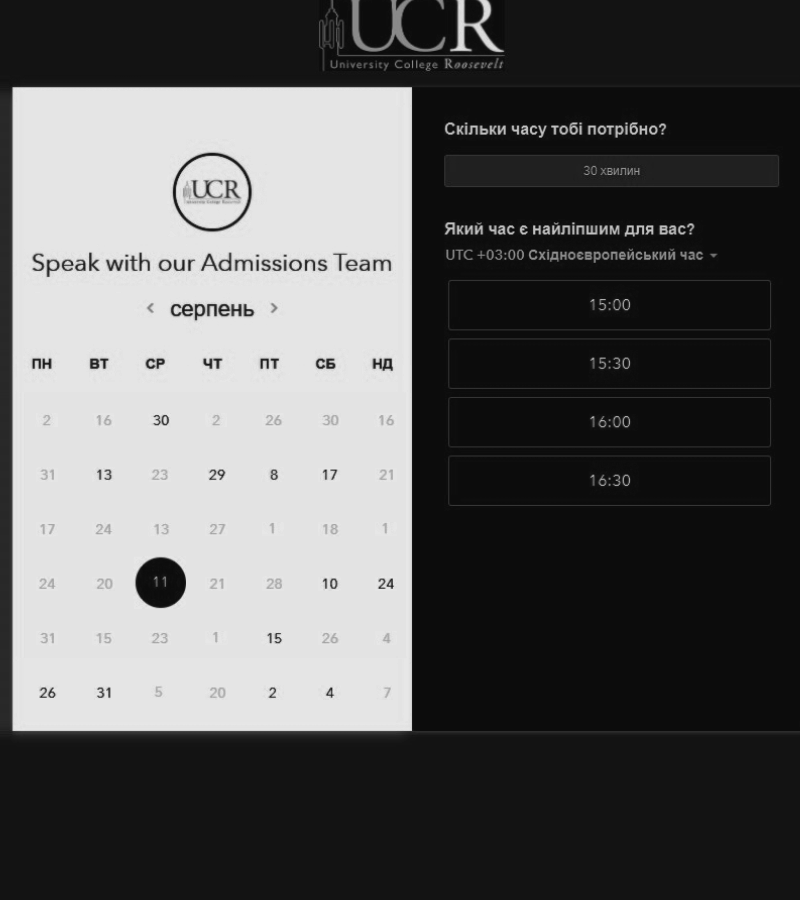 UCR
University College Roosevelt
UCR
Speak with our Admissions Team
< серпень >
ПН ВТ СР ЧТ ПТ СБ НД
2 16 30 2 26 30 16
31 13 23 29 8 17 21
17 24 13 27 1 18 1
24 20 11 21 28 10 24
31 15 23 1 15 26 4
26 31 5 20 2 4 7
Скільки часу тобі потрібно?
30 хвилин
Який час є найліпшим для вас?
UTC +03:00 Східноєвропейський час
15:00
15:30
16:00
16:30